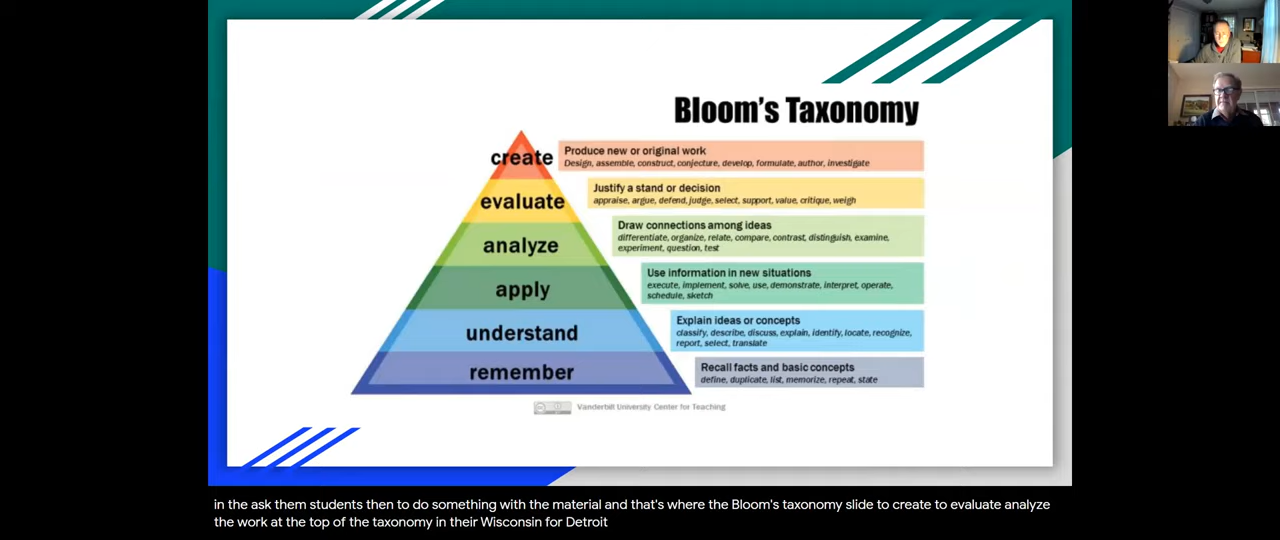 Bloom's Taxonomy
create
Produce new or original work
Design, assemble, construct, conjecture, develop, formulate, author, investigate
evaluate
Justify a stand or decision
appraise, argue, defend, judge, select, support, value, critique, weigh
analyze
Draw connections among ideas
differentiate, organize, relate, compare, contrast, distinguish, examine,
experiment, question, test
apply
Use information in new situations
execute, implement, solve, use, demonstrate, interpret, operate,
schedule, sketch
understand
Explain ideas or concepts
classify, describe, discuss, explain, identify, locate, recognize,
report, select, translate
remember
Recall facts and basic concepts
define, duplicate, list, memorize, repeat, state
Vanderbilt University Center for Teaching
in the ask them students then to do something with the material and that's where the Bloom's taxonomy slide to create to evaluate analyze
the work at the top of the taxonomy in their Wisconsin for Detroit